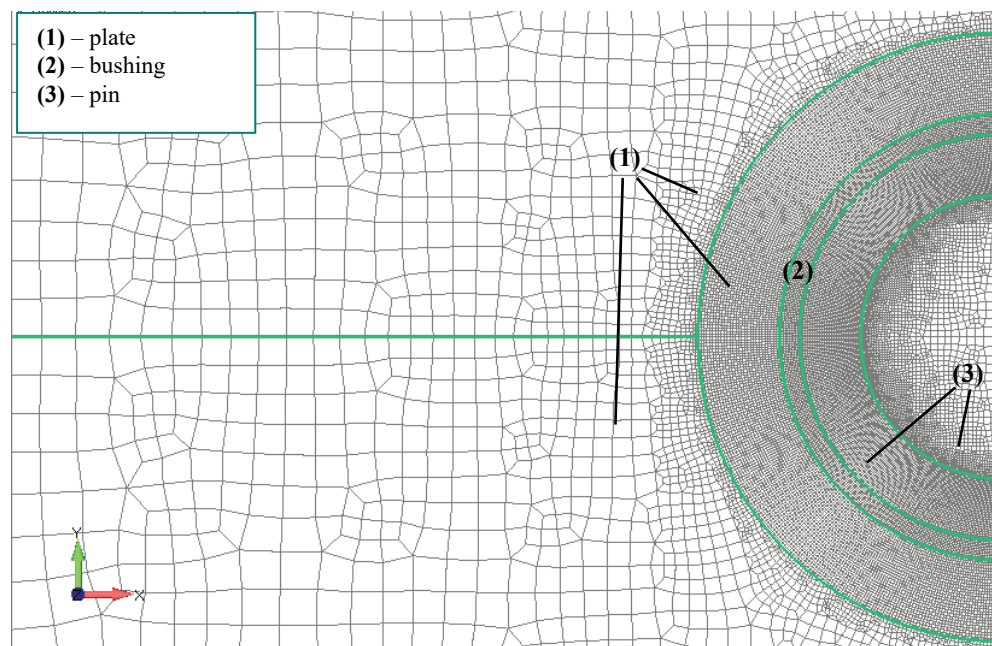 (1) – plate
(2) – bushing
(3) – pin
(1)
(2)
(3)
Y
X